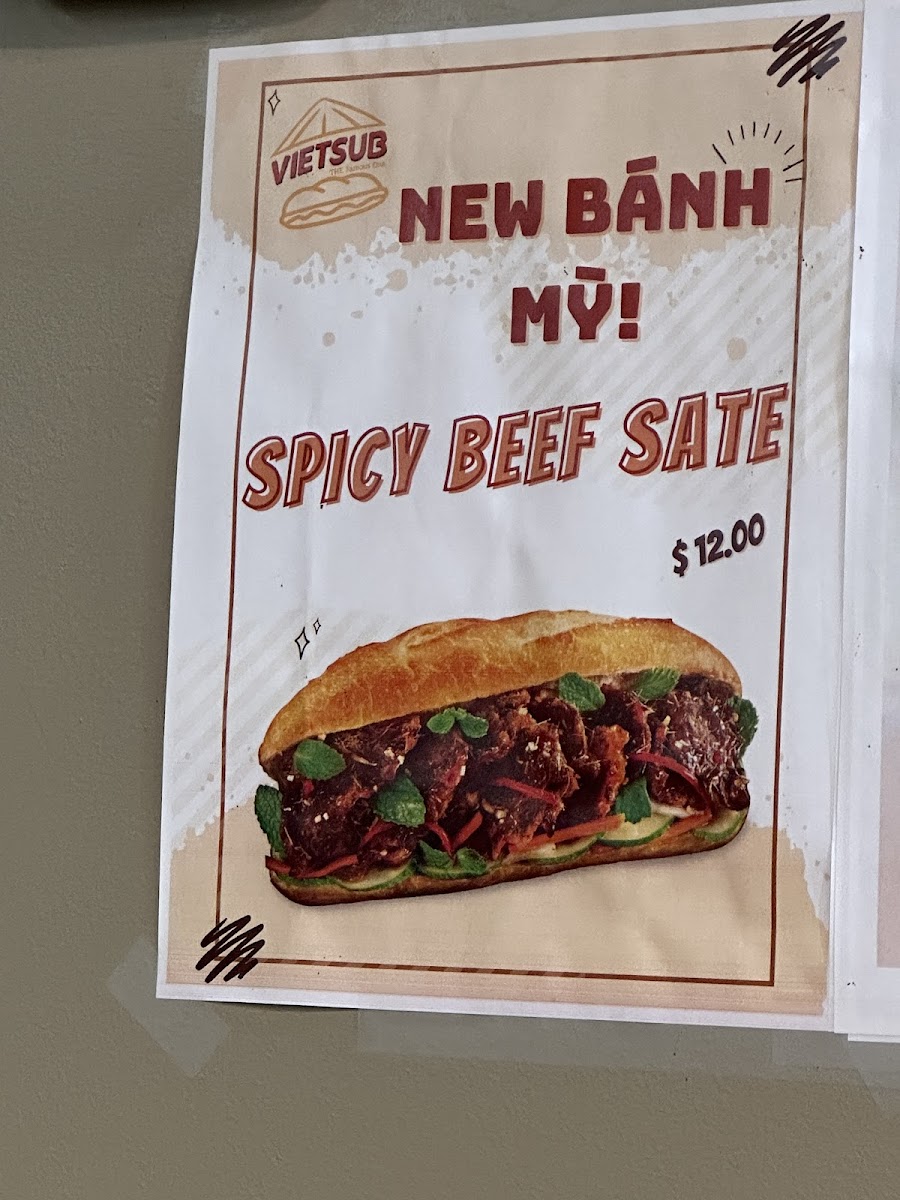 VIETSUB
NEW BÁNH
MỲ!
SPICY BEEF SATE
$ 12.00